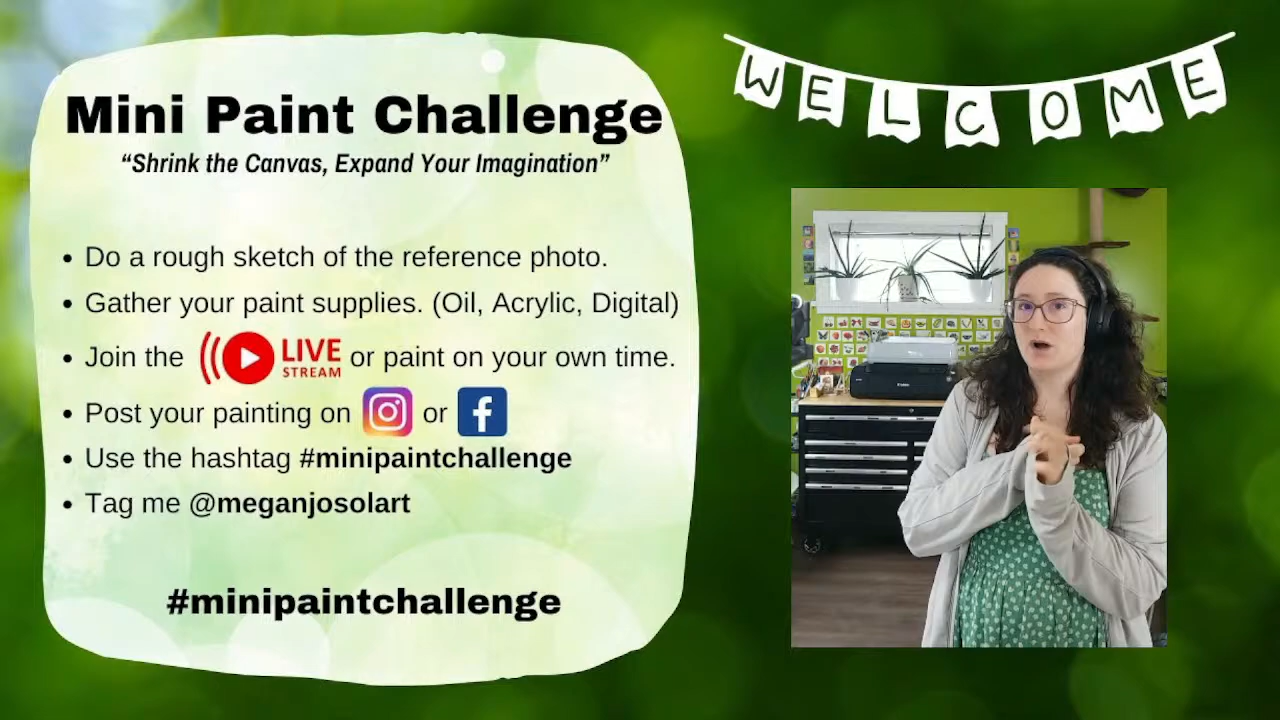 Mini Paint Challenge
“Shrink the Canvas, Expand Your Imagination”
• Do a rough sketch of the reference photo.
• Gather your paint supplies. (Oil, Acrylic, Digital)
• Join the LIVE STREAM or paint on your own time.
• Post your painting on or
• Use the hashtag #minipaintchallenge
• Tag me @meganjosolart
#minipaintchallenge
WELCOME
Canon